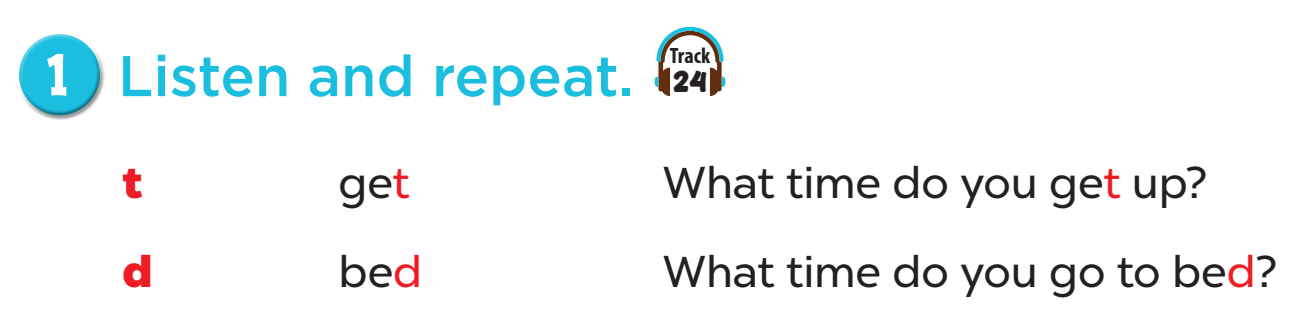 1 Listen and repeat. Track 24
t get What time do you get up?
d bed What time do you go to bed?